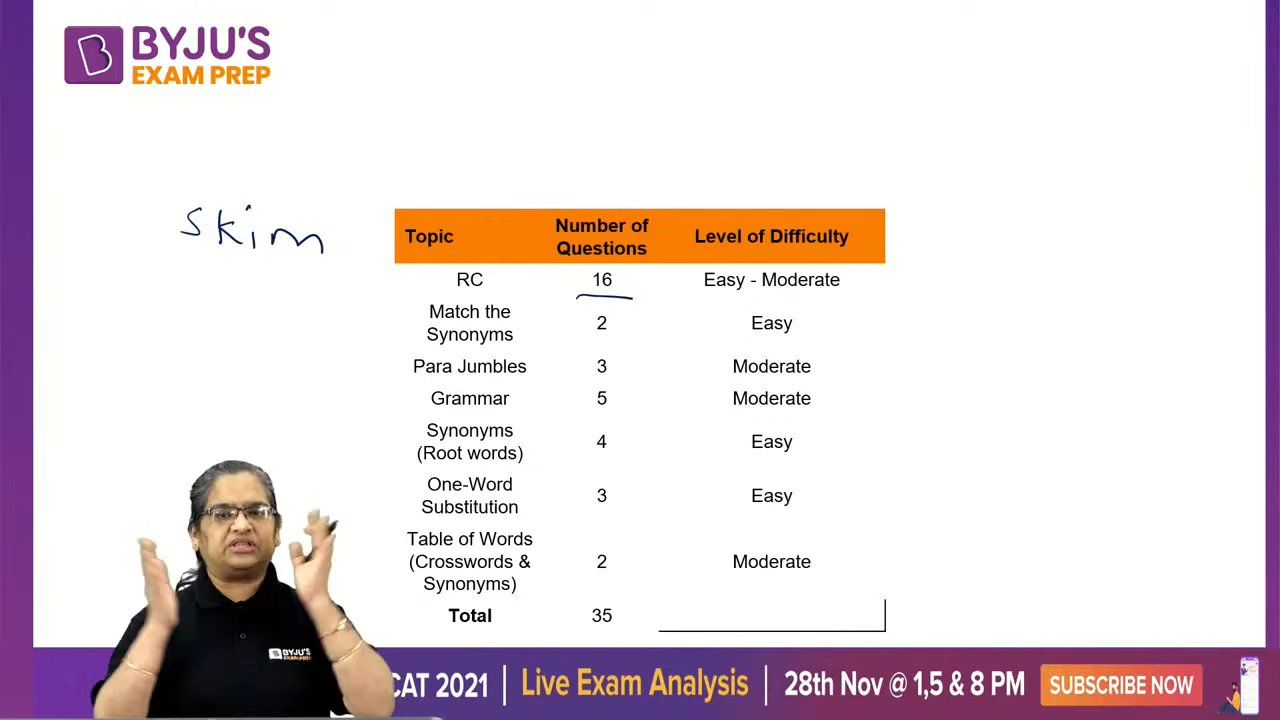 BYJU'S
EXAM PREP
skim
Topic Number of Questions Level of Difficulty
RC 16 Easy - Moderate
Match the Synonyms 2 Easy
Para Jumbles 3 Moderate
Grammar 5 Moderate
Synonyms (Root words) 4 Easy
One-Word Substitution 3 Easy
Table of Words (Crosswords & Synonyms) 2 Moderate
Total 35
BYJU'S
EXAM PREP
CAT 2021 | Live Exam Analysis | 28th Nov @ 1,5 & 8 PM SUBSCRIBE NOW